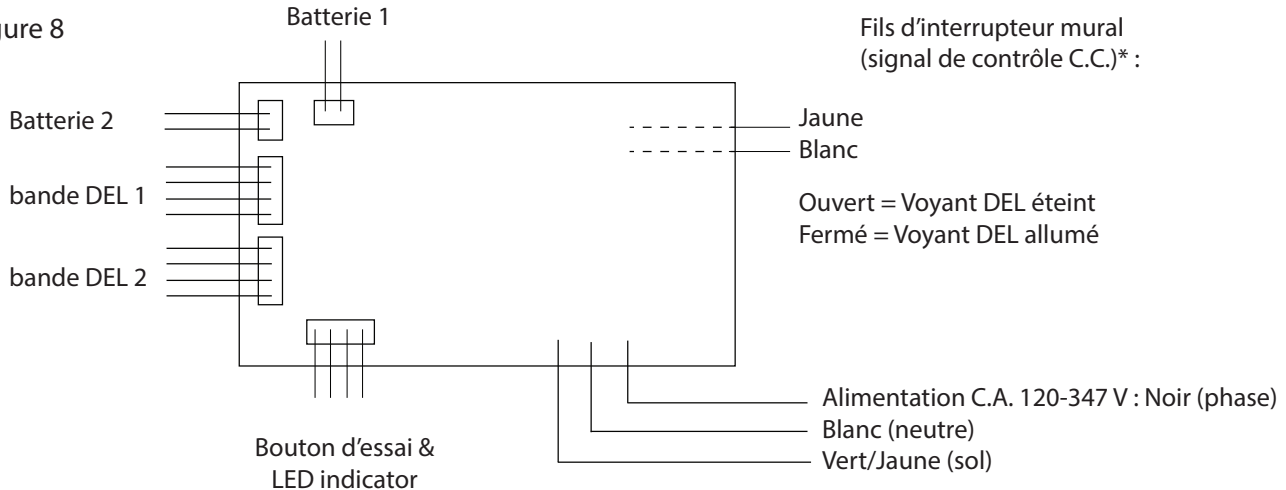 gure 8
Batterie 1
Fils d'interrupteur mural
(signal de contrôle C.C.)* :
Batterie 2
Jaune
Blanc
bande DEL 1
Ouvert = Voyant DEL éteint
Fermé = Voyant DEL allumé
bande DEL 2
Alimentation C.A. 120-347 V : Noir (phase)
Blanc (neutre)
Vert/Jaune (sol)
Bouton d'essai &
LED indicator